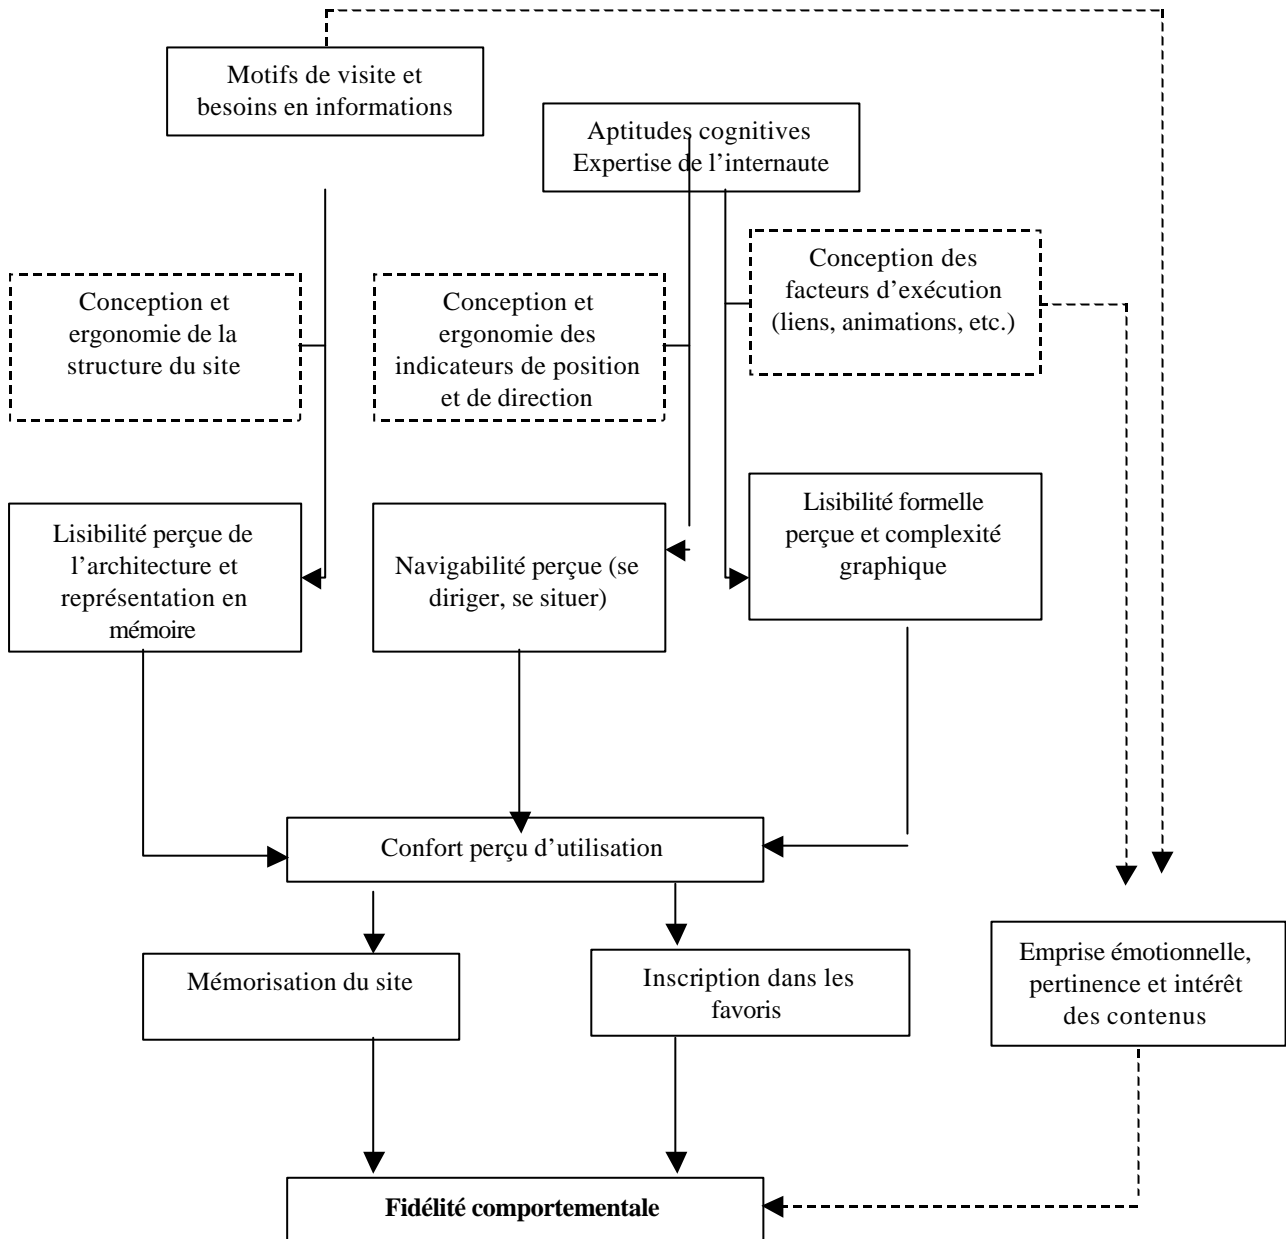 Motifs de visite et
besoins en informations
Aptitudes cognitives
Expertise de l’internaute
Conception et
ergonomie de la
structure du site
Conception et
ergonomie des
indicateurs de position
et de direction
Conception des
facteurs d’exécution
(liens, animations, etc.)
Lisibilité perçue de
l’architecture et
représentation en
mémoire
Navigabilité perçue (se
diriger, se situer)
Lisibilité formelle
perçue et complexité
graphique
Confort perçu d’utilisation
Mémorisation du site
Inscription dans les
favoris
Emprise émotionnelle,
pertinence et intérêt
des contenus
Fidélité comportementale